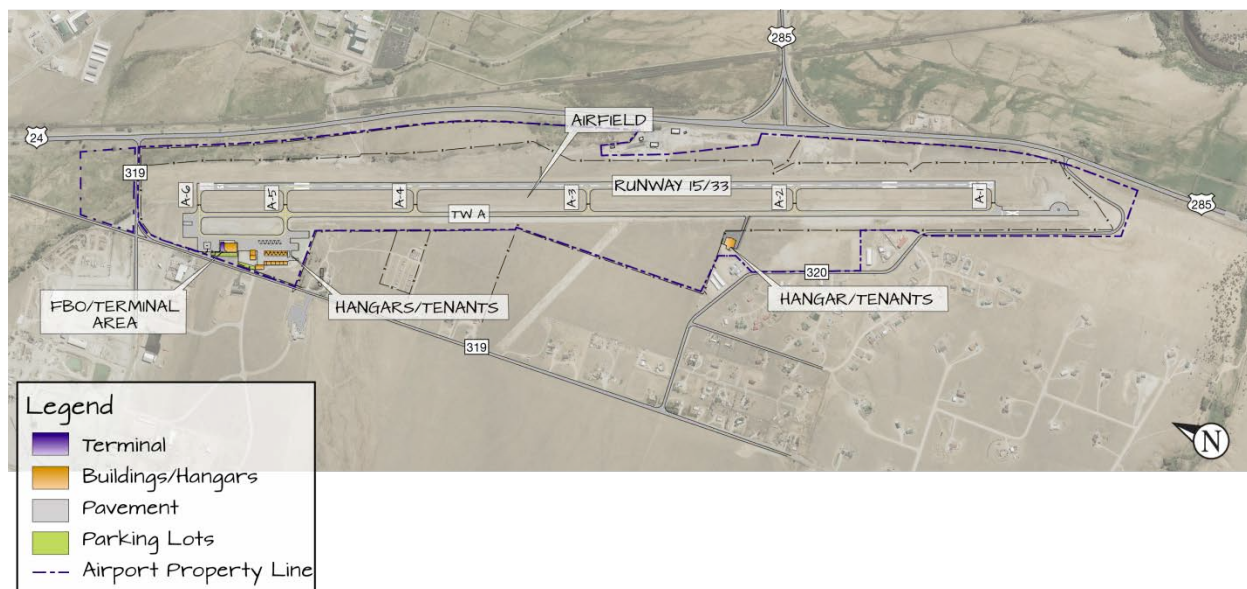 285
24
AIRFIELD
319
A-6
A-5
A-4
A-3
RUNWAY 15/33
A-2
A-1
285
TW A
FBO/TERMINAL
AREA
HANGARS/TENANTS
320
HANGAR/TENANTS
319
N
Legend
Terminal
Buildings/Hangars
Pavement
Parking Lots
Airport Property Line